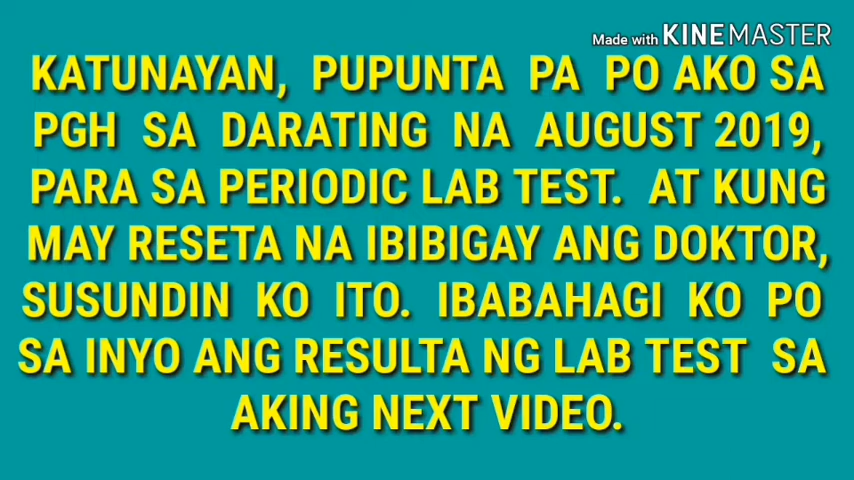 Made with KINEMASTER
KATUNAYAN, PUPUNTA PA PO AKO SA
PGH SA DARATING NA AUGUST 2019,
PARA SA PERIODIC LAB TEST. AT KUNG
MAY RESETA NA IBIBIGAY ANG DOKTOR,
SUSUNDIN KO ITO. IBABAHAGI KO PO
SA INYO ANG RESULTA NG LAB TEST SA
AKING NEXT VIDEO.